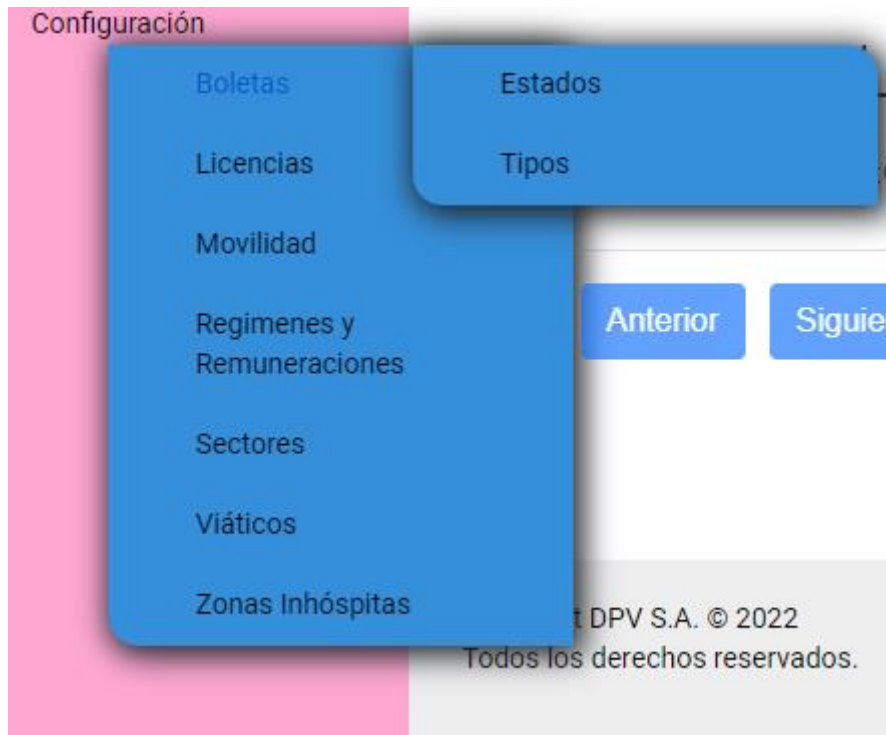 Configuración
Boletas
Estados
Licencias
Tipos
Movilidad
Regimenes y
Remuneraciones
Anterior
Sectores
Viáticos
Zonas Inhóspitas
DPV S.A. © 2022
Todos los derechos reservados.